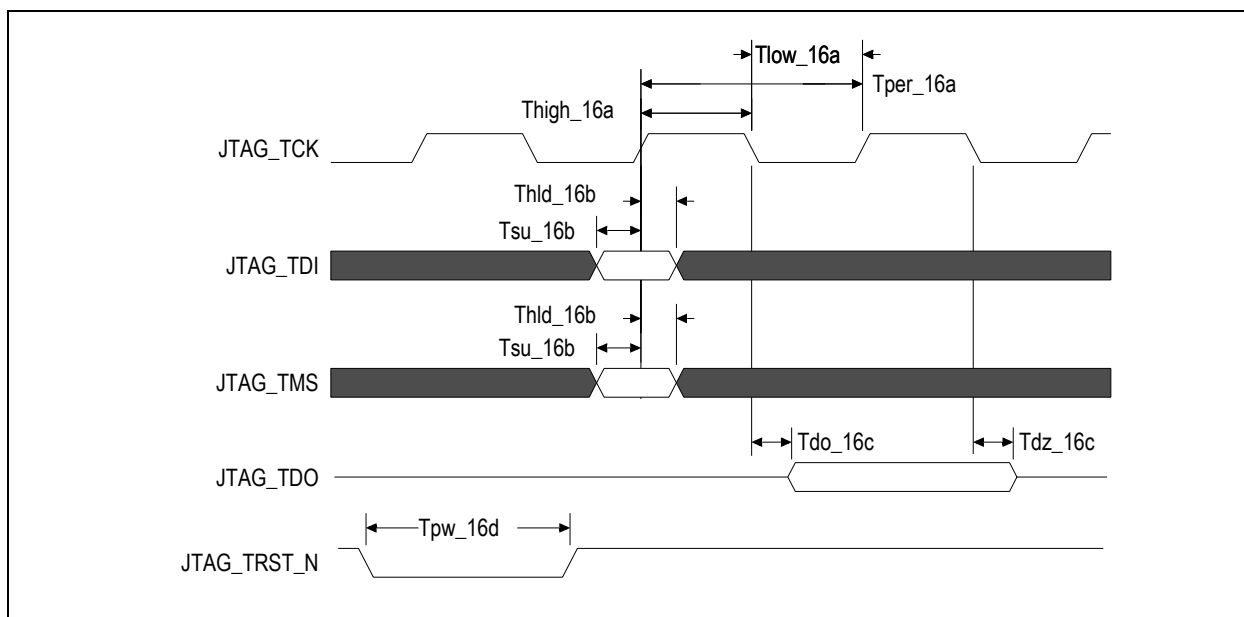 Tlow_16a
Tper_16a
Thigh_16a
JTAG_TCK
Thld_16b
Tsu_16b
JTAG_TDI
Thld_16b
Tsu_16b
JTAG_TMS
Tdo_16c
Tdz_16c
JTAG_TDO
Tpw_16d
JTAG_TRST_N